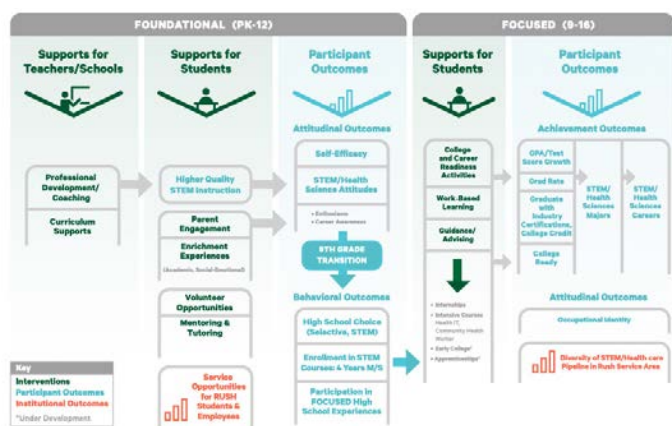 FOUNDATIONAL (PK-12)
FOCUSED (9-16)
Supports for
Teachers/Schools
Supports for
Students
Participant
Outcomes
Supports for
Students
Participant
Outcomes
Attitudinal Outcomes
Achievement Outcomes
Professional
Development/
Coaching
Curriculum
Supports
Higher Quality
STEM Instruction
Parent
Engagement
Enrichment
Experiences
(Academic, Social-Emotional)
Volunteer
Opportunities
Mentoring &
Tutoring
Service
Opportunities
for RUSH
Students &
Employees
Self-Efficacy
STEM/Health
Science Attitudes
• Enthusiasm
• Career Awareness
8TH GRADE
TRANSITION
Behavioral Outcomes
High School Choice
(Selective, STEM)
Enrollment in STEM
Courses: 4 Years M/S
Participation in
FOCUSED High
School Experiences
College
and Career
Readiness
Activities
Work-Based
Learning
Guidance/
Advising
• Internships
• Intensive Courses
Health IT,
Community Health
Worker
• Early College*
• Apprenticeships*
GPA/Test
Score Growth
Grad Rate
Graduate
with Industry
Certifications,
College Credit
College
Ready
STEM/
Health
Sciences
Majors
STEM/
Health
Sciences
Careers
Attitudinal Outcomes
Occupational Identity
Diversity of STEM/Health care
Pipeline in Rush Service Area
Key
Interventions
Participant Outcomes
Institutional Outcomes
*Under Development